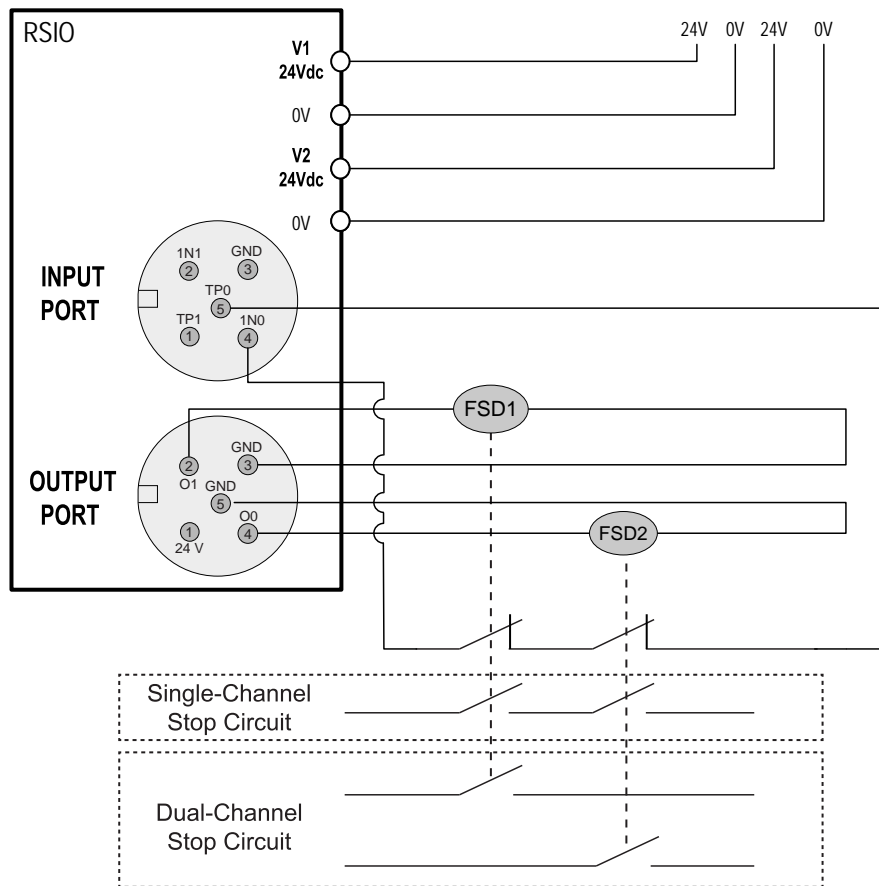 RSIO
24V 0V 24V 0V
V1
24Vdc
0V
V2
24Vdc
0V
INPUT
PORT
1N1
2
GND
3
TP0
5
TP1
1
1N0
4
FSD1
OUTPUT
PORT
2
O1
GND
3
GND
5
1
24 V
O0
4
FSD2
Single-Channel
Stop Circuit
Dual-Channel
Stop Circuit